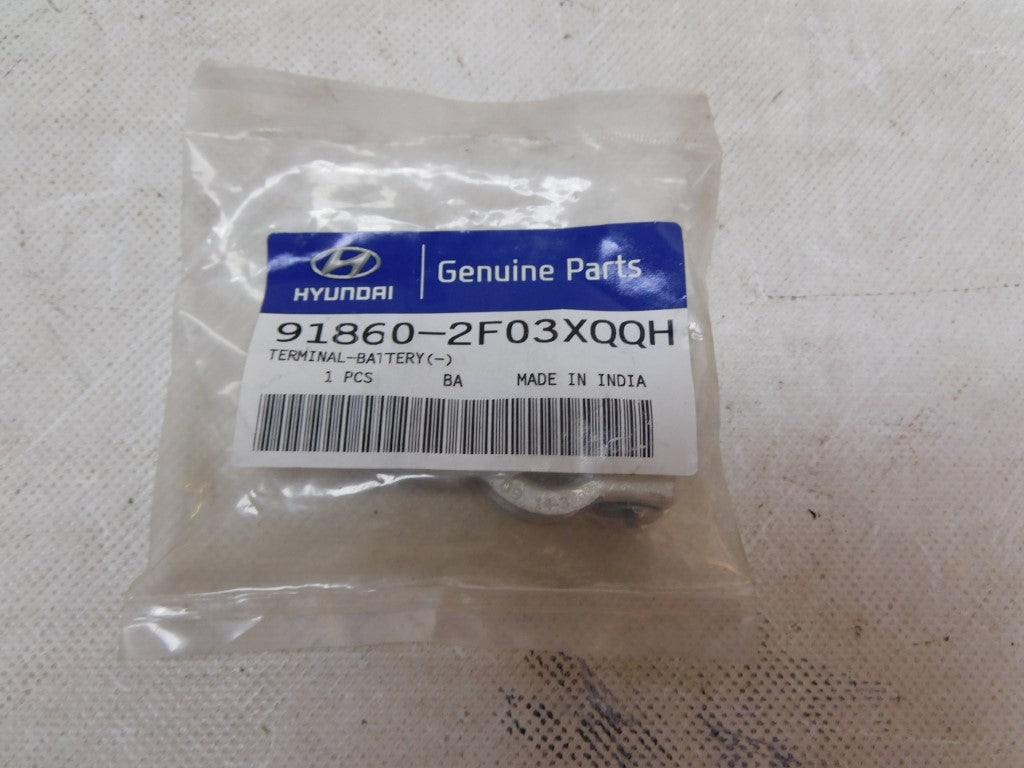 HYUNDAI
Genuine Parts
91860-2F03XQQH
TERMINAL-BATTERY(-)
1 PCS BA MADE IN INDIA